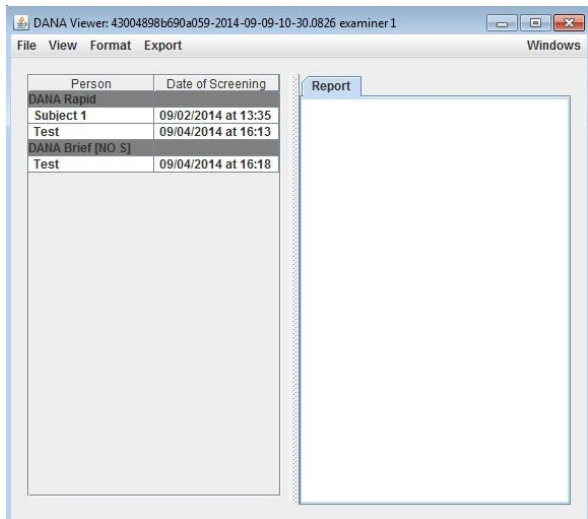 DANA Viewer: 43004898b690a059-2014-09-09-10-30.0826 examiner 1
File View Format Export Windows
Person Date of Screening
DANA Rapid
Subject 1 09/02/2014 at 13:35
Test 09/04/2014 at 16:13
DANA Brief [NO S]
Test 09/04/2014 at 16:18
Report